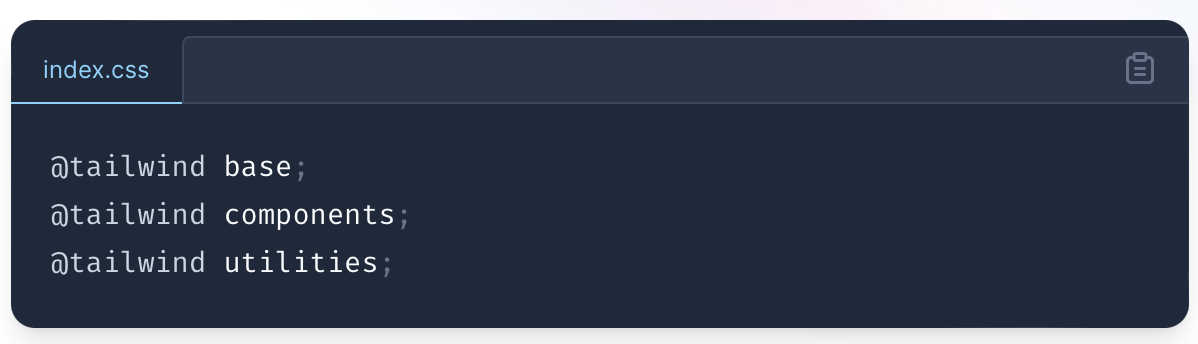 index.css
@tailwind base;
@tailwind components;
@tailwind utilities;